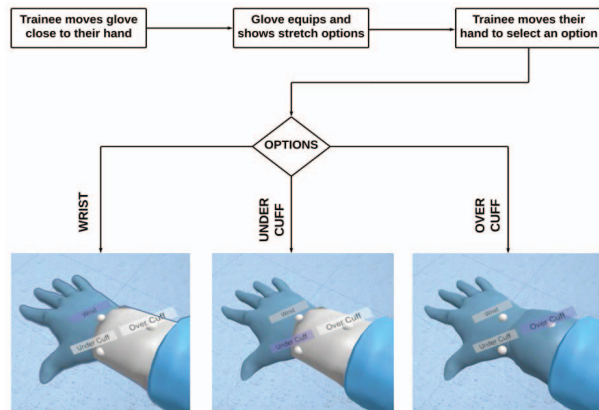 Trainee moves glove
close to their hand
Glove equips and
shows stretch options
Trainee moves their
hand to select an option
OPTIONS
WRIST
UNDER
CUFF
OVER
CUFF
Wrist
Over Cuff
Under Cuff
Wrist
Over Cuff
Under Cuff
Wrist
Over Cuff
Under Cuff